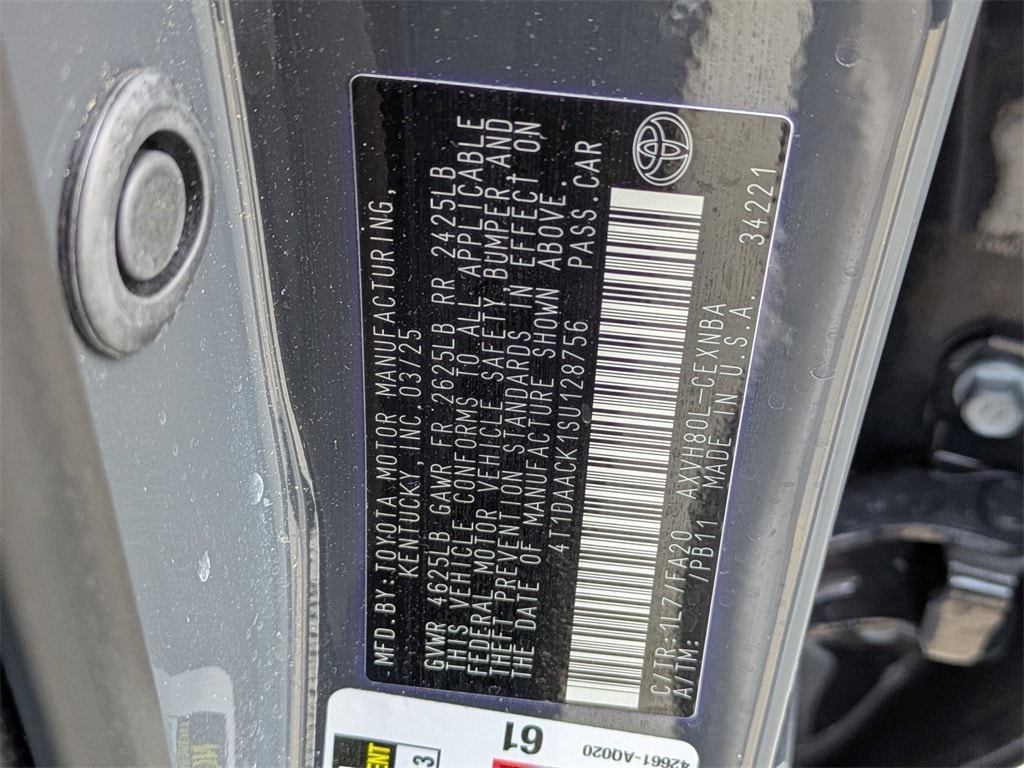 MFD.BY:TOYOTA MOTOR MANUFACTURING,
KENTUCKY, INC. 03/25
GVWR 4625LB GAWR FR 2625LB RR 2425LB
THIS VEHICLE CONFORMS TO ALL APPLICABLE
FEDERAL MOTOR VEHICLE SAFETY,BUMPER AND
THEFT PREVENTION STANDARDS IN EFFECT ON
THE DATE OF MANUFACTURE SHOWN ABOVE.
4T1DAACK1SU128756 PASS.CAR
C/TR:1L7/FA20 AXVH80L-CEXNBA
A/TM: /PB11 MADE IN U.S.A. 34221
61
42661-A0020
3